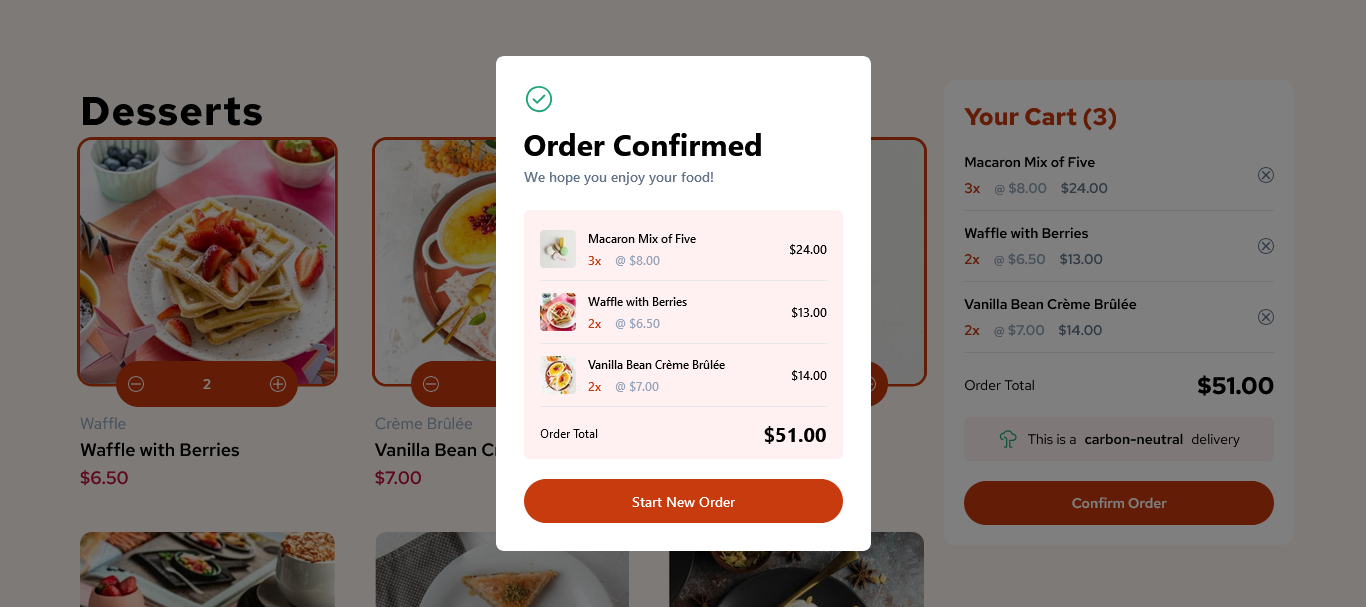 Desserts
2
Waffle
Waffle with Berries
$6.50
Crème Brûlée
Vanilla Bean
$7.00
Order Confirmed
We hope you enjoy your food!
Macaron Mix of Five
3x @ $8.00
$24.00
Waffle with Berries
2x @ $6.50
$13.00
Vanilla Bean Crème Brûlée
2x @ $7.00
$14.00
Order Total $51.00
Start New Order
Your Cart (3)
Macaron Mix of Five
3x @ $8.00 $24.00
Waffle with Berries
2x @ $6.50 $13.00
Vanilla Bean Crème Brûlée
2x @ $7.00 $14.00
Order Total $51.00
This is a carbon-neutral delivery
Confirm Order